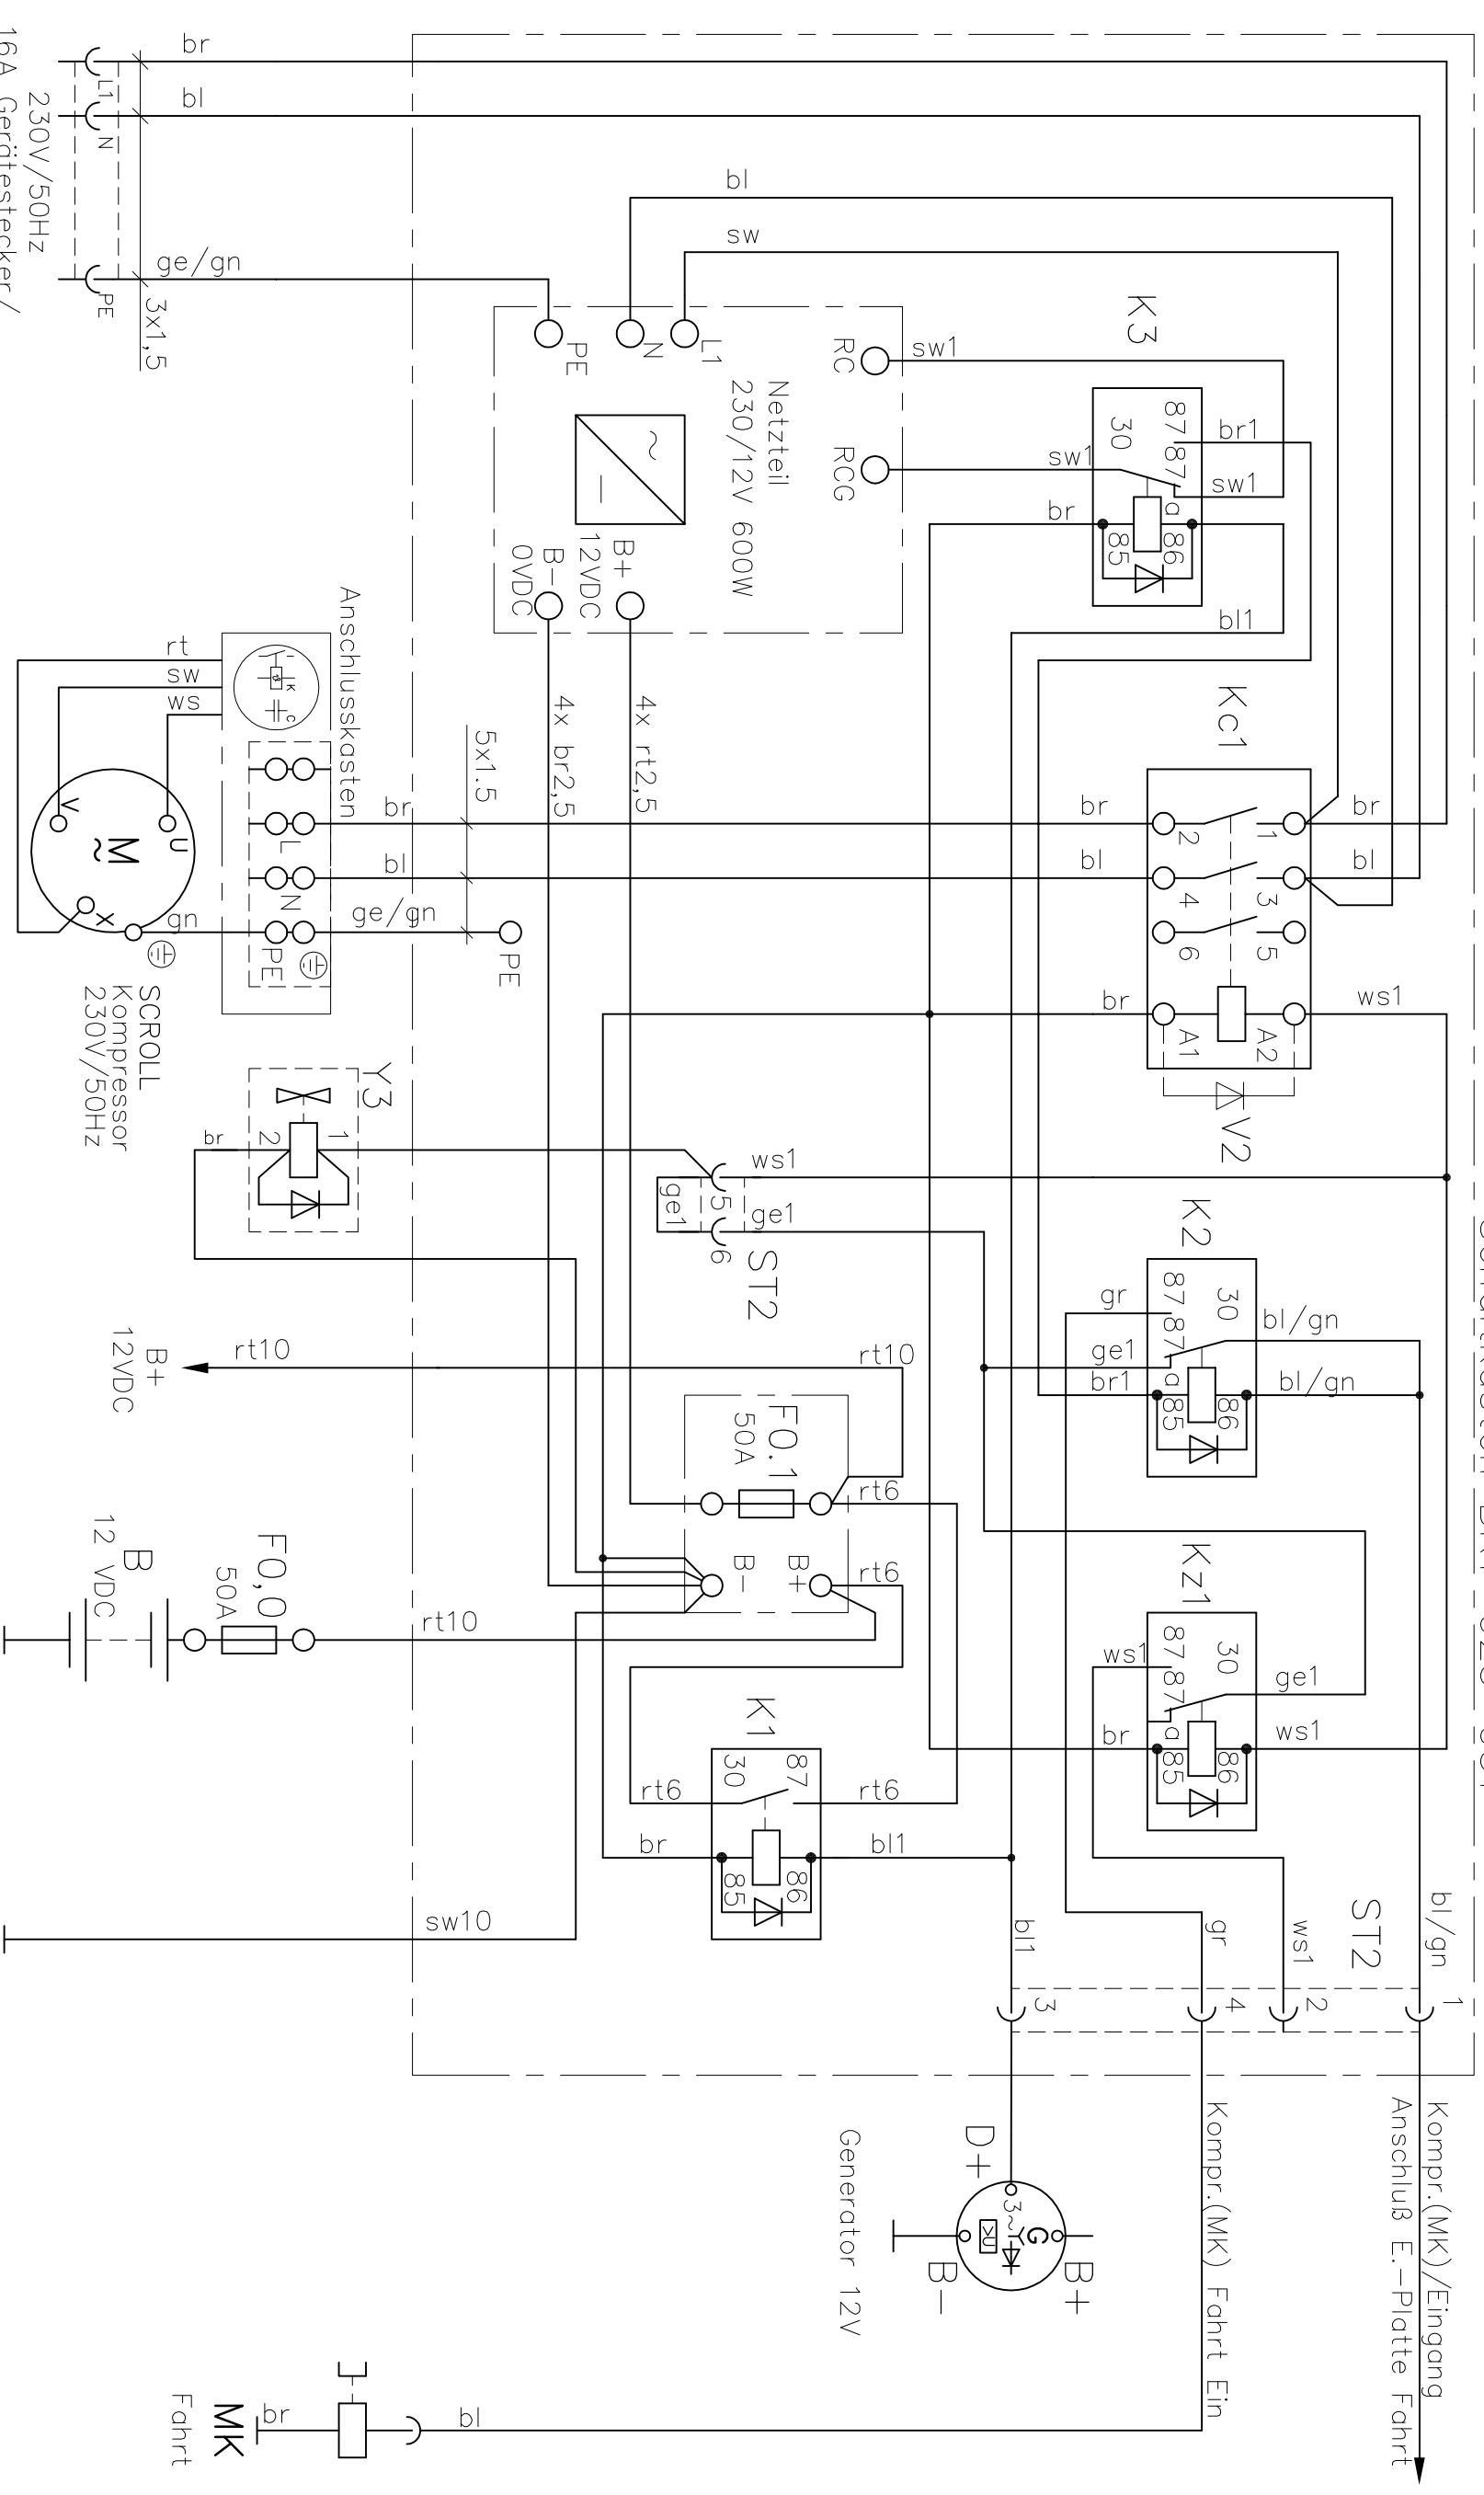 br
L1
bl
N
230V/50Hz
16A Gerätestecker/
ge/gn
PE
3x1,5
bl
sw
PE
N
L1
RC
sw1
K3
87 87
a
30
br1
sw1
RCG
sw1
br
85
86
bl1
Netzteil
230/12V 600W
~
B+
12VDC
B-
0VDC
4x rt2,5
4x br2,5
5x1.5
Anschlusskasten
rt
sw
ws
K
C
V
U
M
~
X
gn
L
N
PE
br
bl
ge/gn
PE
SCROLL
Kompressor
230V/50Hz
Kc1
br
br
2
1
bl
bl
4
3
6
5
br
ws1
A1
A2
V2
Y3
1
2
br
ws1
5
ge1
ge1
6
ST2
K2
30
87 87
a
gr
bl/gn
ge1
br1
bl/gn
85
86
rt10
rt10
B+
12VDC
F0.1
50A
rt6
B-
B+
rt6
F0,0
50A
B
12 VDC
rt10
Kz1
30
87 87
a
ws1
ge1
br
ws1
85
86
K1
87
30
rt6
rt6
br
bl1
85
86
sw10
ST2
bl/gn
ws1
gr
bl1
1
2
4
3
Kompr.(MK)/Eingang
Anschluß E.-Platte Fahrt
Kompr.(MK) Fahrt Ein
D+
3~
G
>U
B+
B-
Generator 12V
bl
br
MK
Fahrt